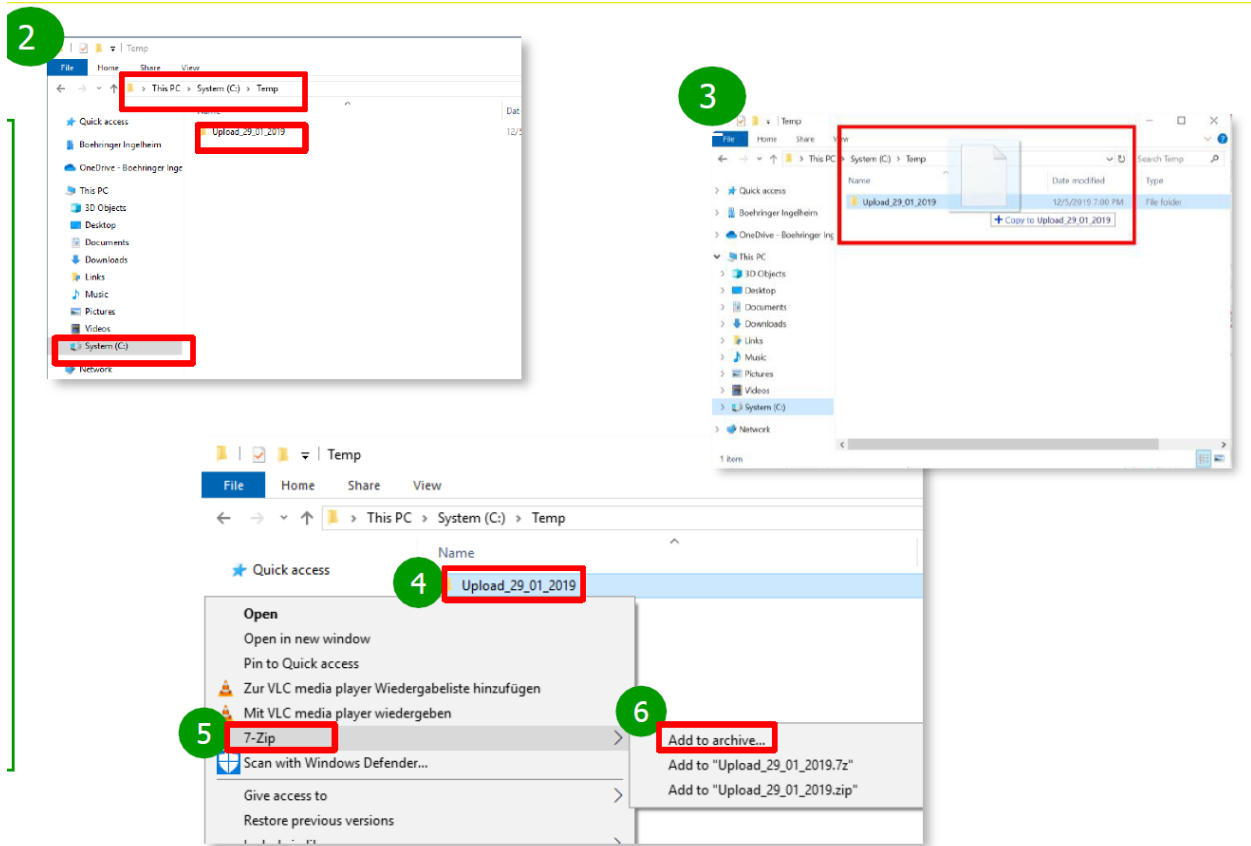 2
Temp
File Home Share View
This PC > System (C:) > Temp
Name Dat
Quick access
Upload_29_01_2019 12/5
Boehringer Ingelheim
OneDrive - Boehringer Inge
This PC
3D Objects
Desktop
Documents
Downloads
Links
Music
Pictures
Videos
System (C:)
Network
3
Temp
File Home Share View
This PC > System (C:) > Temp Search Temp
Name Date modified Type
Quick access
Upload_29_01_2019 12/5/2019 7:00 PM File folder
Boehringer Ingelheim
+ Copy to Upload_29_01_2019
OneDrive - Boehringer Ing
This PC
3D Objects
Desktop
Documents
Downloads
Links
Music
Pictures
Videos
System (C:)
Network
1 item
Temp
File Home Share View
This PC > System (C:) > Temp
Name
Quick access
4 Upload_29_01_2019
Open
Open in new window
Pin to Quick access
Zur VLC media player Wiedergabeliste hinzufügen
Mit VLC media player wiedergeben
5 7-Zip
6 Add to archive...
Scan with Windows Defender...
Add to "Upload_29_01_2019.7z"
Add to "Upload_29_01_2019.zip"
Give access to
Restore previous versions